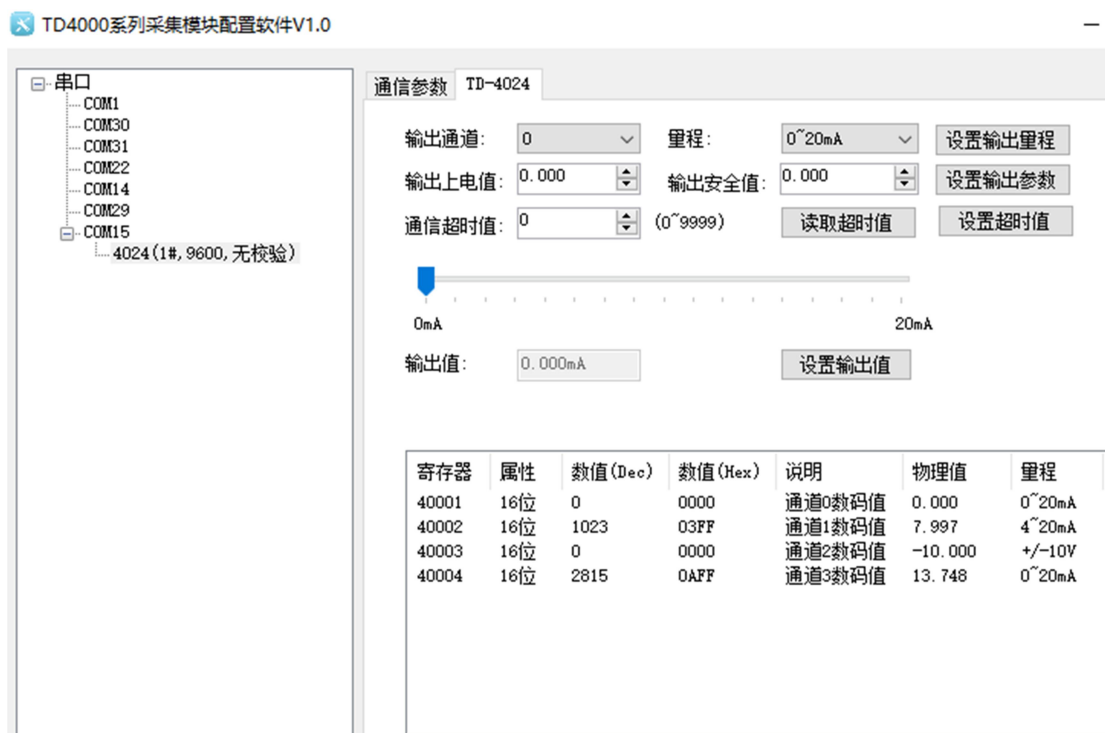 TD4000系列采集模块配置软件V1.0
串口
COM1
COM30
COM31
COM22
COM14
COM29
COM15
4024(1#,9600,无校验)
通信参数 TD-4024
输出通道: 0 量程: 0~20mA 设置输出量程
输出上电值: 0.000 输出安全值: 0.000 设置输出参数
通信超时值: 0 (0~9999) 读取超时值 设置超时值
0mA 20mA
输出值: 0.000mA 设置输出值
寄存器 属性 数值(Dec) 数值(Hex) 说明 物理值 量程
40001 16位 0 0000 通道0数码值 0.000 0~20mA
40002 16位 1023 03FF 通道1数码值 7.997 4~20mA
40003 16位 0 0000 通道2数码值 -10.000 +/-10V
40004 16位 2815 0AFF 通道3数码值 13.748 0~20mA